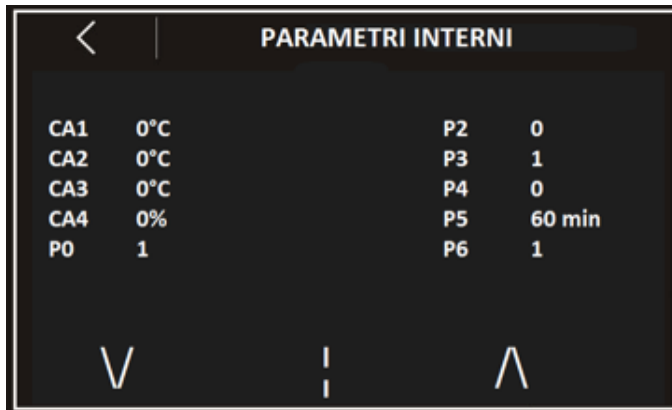 PARAMETRI INTERNI
CA1 0°C P2 0
CA2 0°C P3 1
CA3 0°C P4 0
CA4 0% P5 60 min
P0 1 P6 1